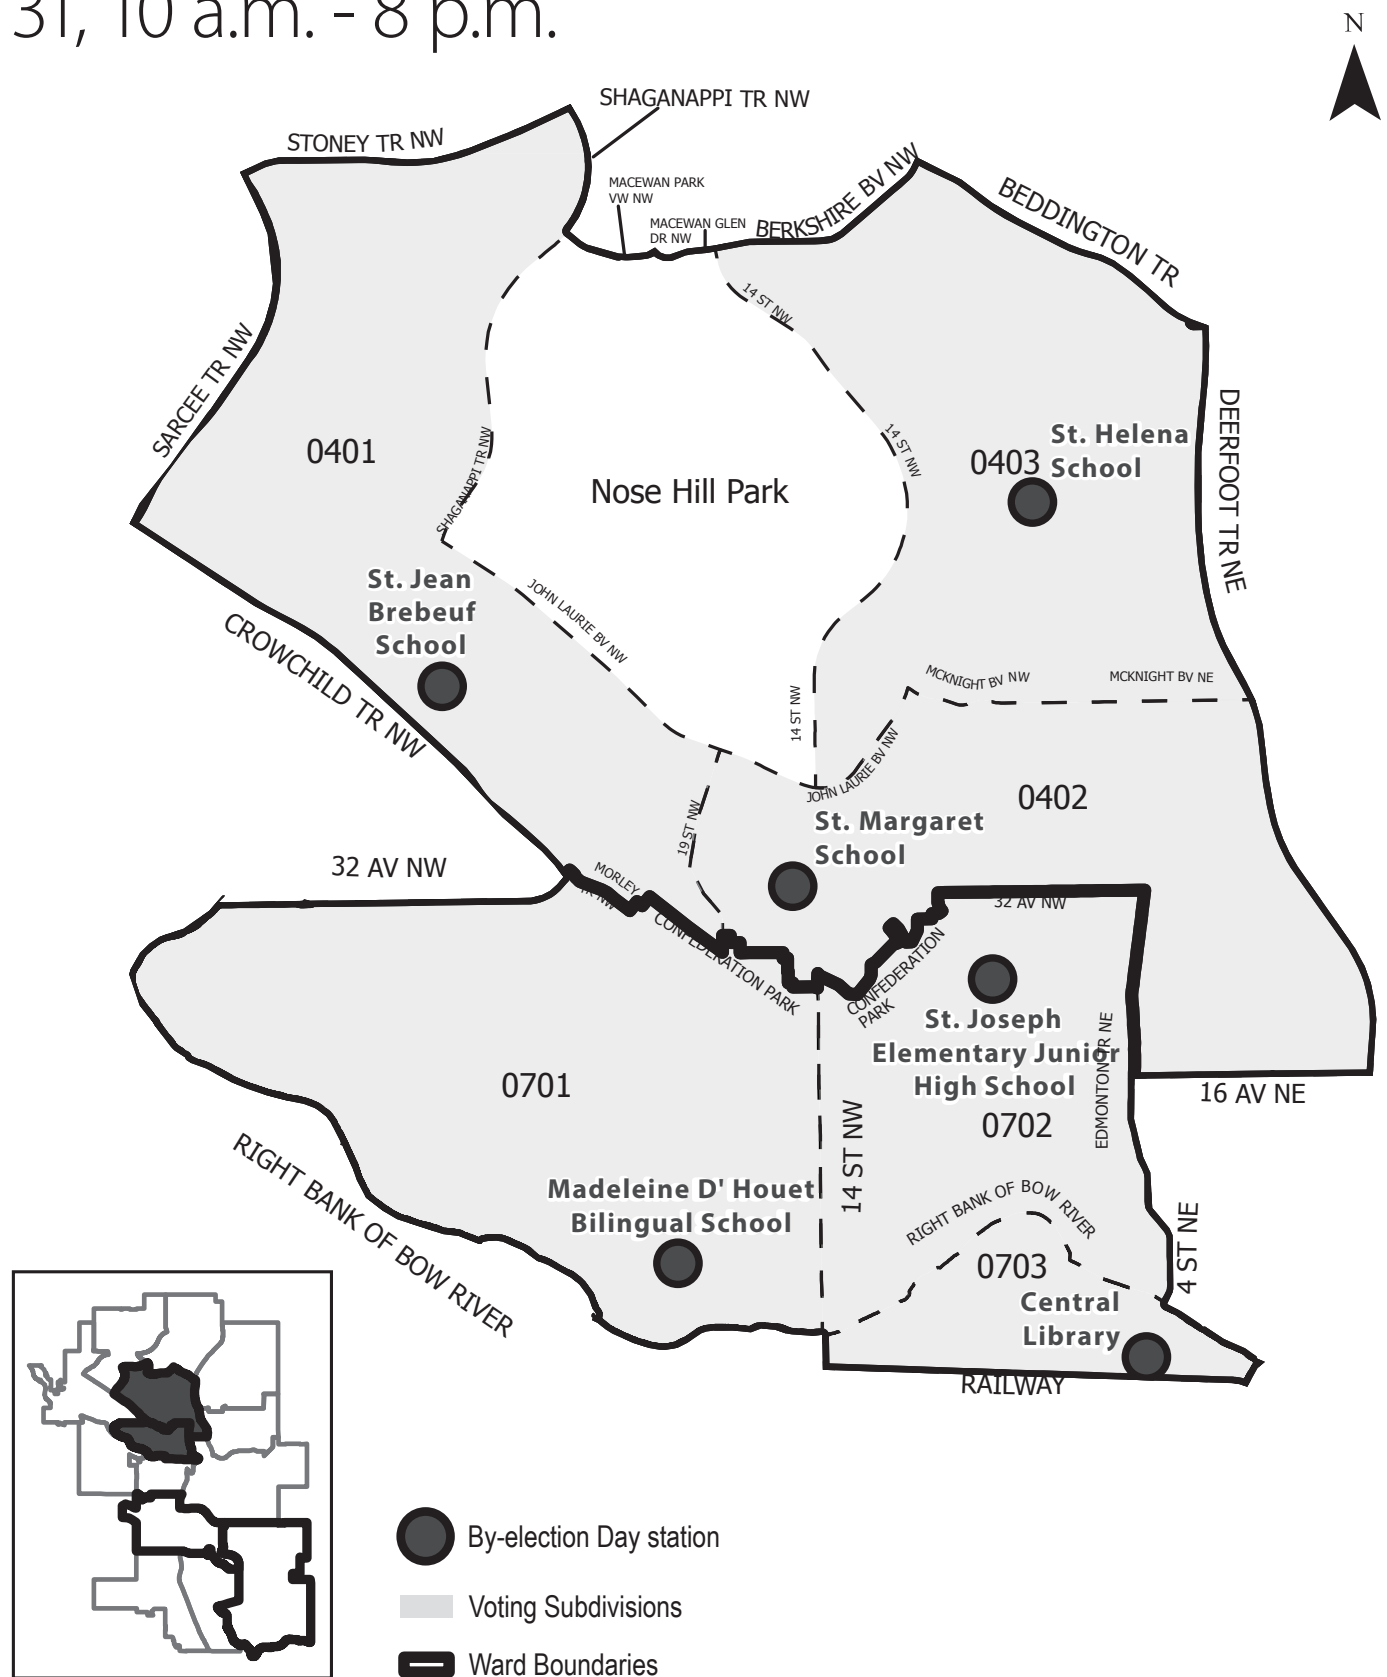 31, 10 a.m. - 8 p.m.
N
SHAGANAPPI TR NW
STONEY TR NW
MACEWAN PARK
VW NW
MACEWAN GLEN
DR NW
BERKSHIRE BV NW
BEDDINGTON TR
14 ST NW
SARCEE TR NW
DEERFOOT TR NE
0401
SHAGANAPPI TR NW
Nose Hill Park
14 ST NW
0403
St. Helena
School
St. Jean
Brebeuf
School
JOHN LAURIE BV NW
CROWCHILD TR NW
14 ST NW
MCKNIGHT BV NW
MCKNIGHT BV NE
JOHN LAURIE BV NW
0402
19 ST NW
St. Margaret
School
32 AV NW
MORLEY
TR NW
CONFEDERATION PARK
CONFEDERATION
PARK
32 AV NW
St. Joseph
Elementary Junior
High School
EDMONTON TR NE
16 AV NE
0701
0702
14 ST NW
RIGHT BANK OF BOW RIVER
Madeleine D' Houet
Bilingual School
RIGHT BANK OF BOW RIVER
4 ST NE
0703
Central
Library
RAILWAY
By-election Day station
Voting Subdivisions
Ward Boundaries